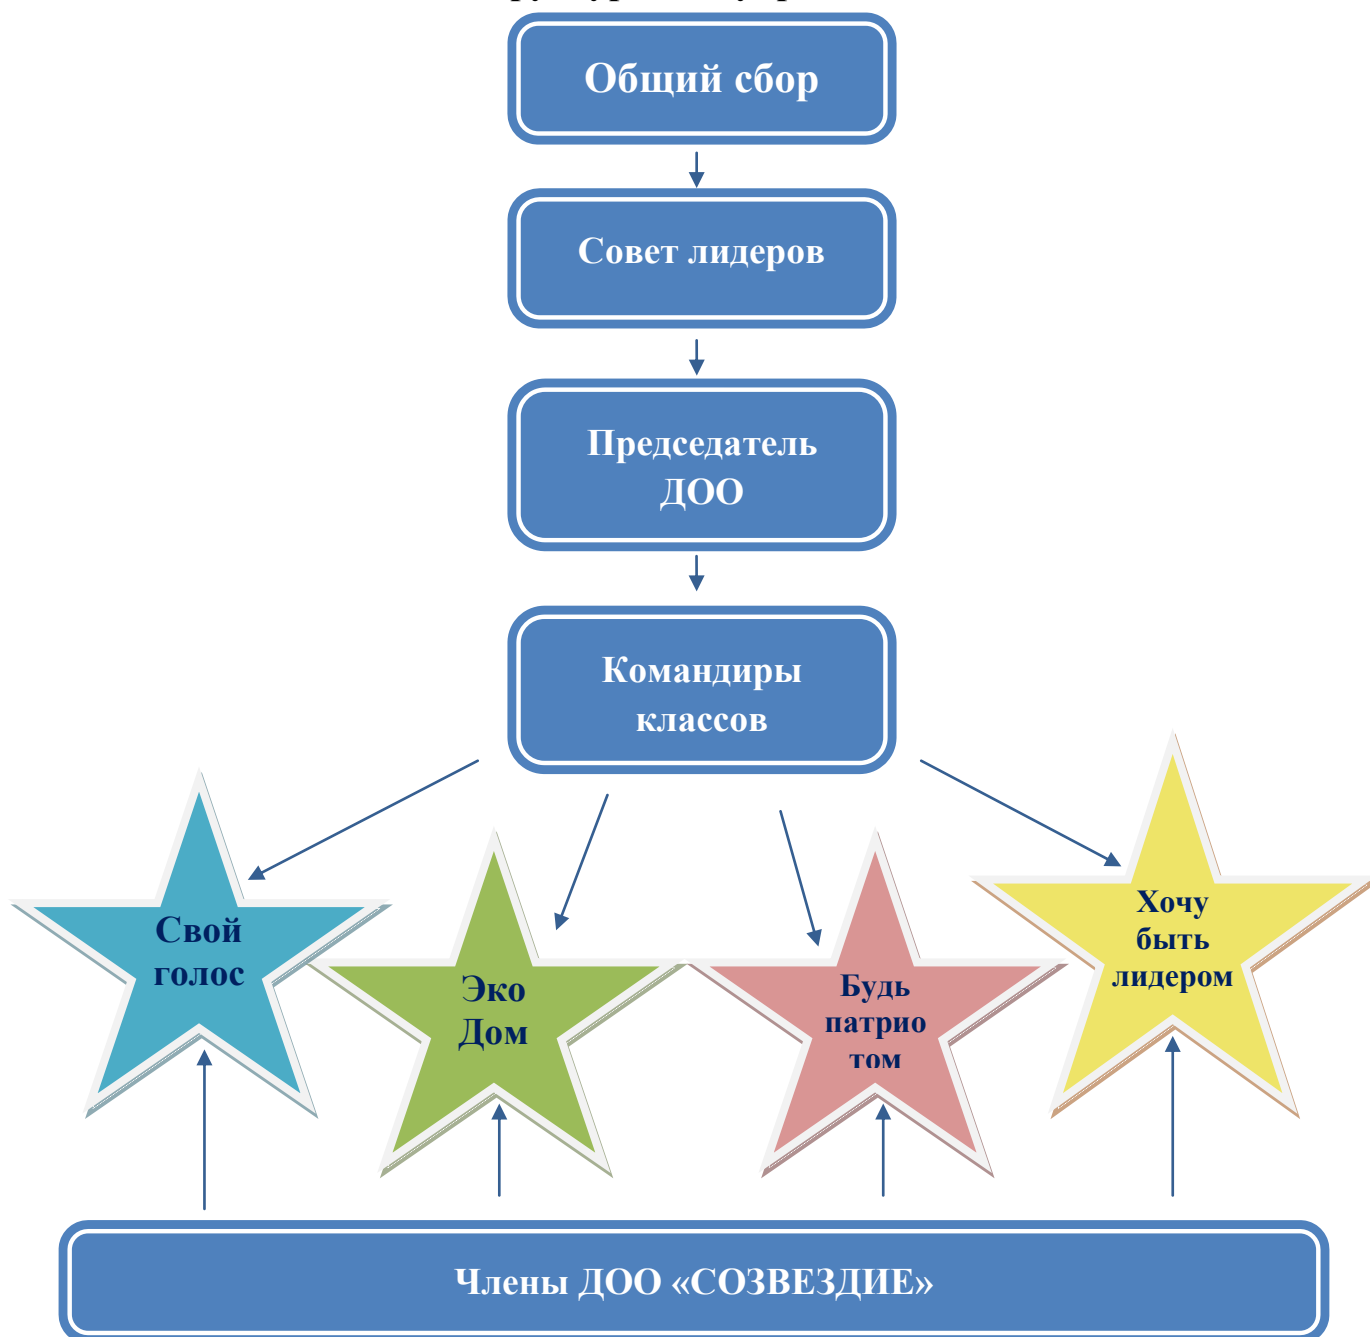 Общий сбор
Совет лидеров
Председатель
ДОО
Командиры
классов
Свой
голос
Эко
Дом
Будь
патрио
том
Хочу
быть
лидером
Члены ДОО «СОЗВЕЗДИЕ»